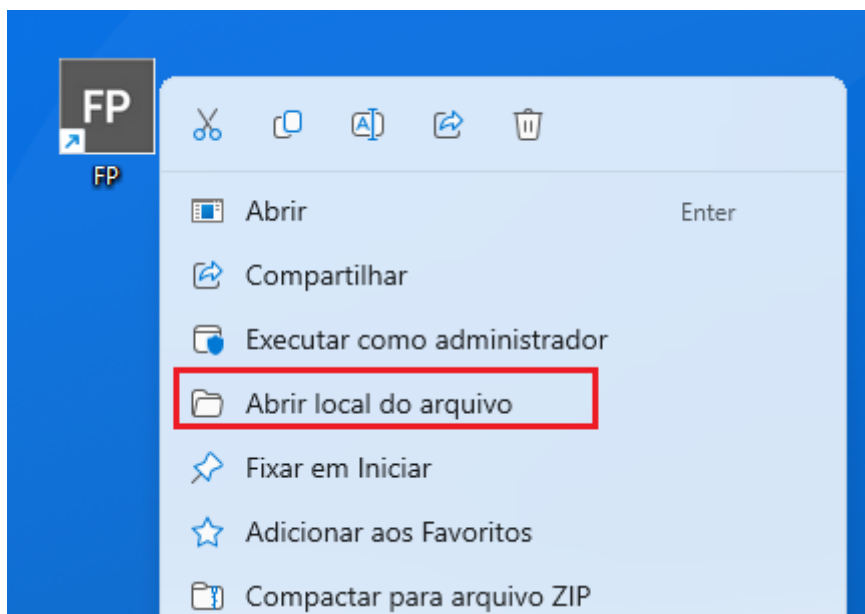 FP
FP
Abrir Enter
Compartilhar
Executar como administrador
Abrir local do arquivo
Fixar em Iniciar
Adicionar aos Favoritos
Compactar para arquivo ZIP